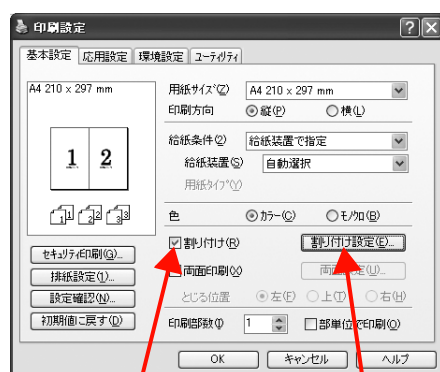 印刷設定
基本設定 応用設定 環境設定 ユーティリティ
A4 210 x 297 mm
用紙サイズ(Z) A4 210 x 297 mm
印刷方向 縦(P) 横(L)
給紙条件(2) 給紙装置で指定
給紙装置(S) 自動選択
用紙タイプ(Y)
1 2
1 2 3
色 カラー(C) モノクロ(B)
割り付け(R) 割り付け設定(E)...
セキュリティ印刷(G)...
両面印刷(X) 両面設定(U)...
排紙設定(1)...
とじる位置 左(F) 上(T) 右(H)
設定確認(N)...
初期値に戻す(D)
印刷部数(I) 1 部単位で印刷(O)
OK キャンセル ヘルプ